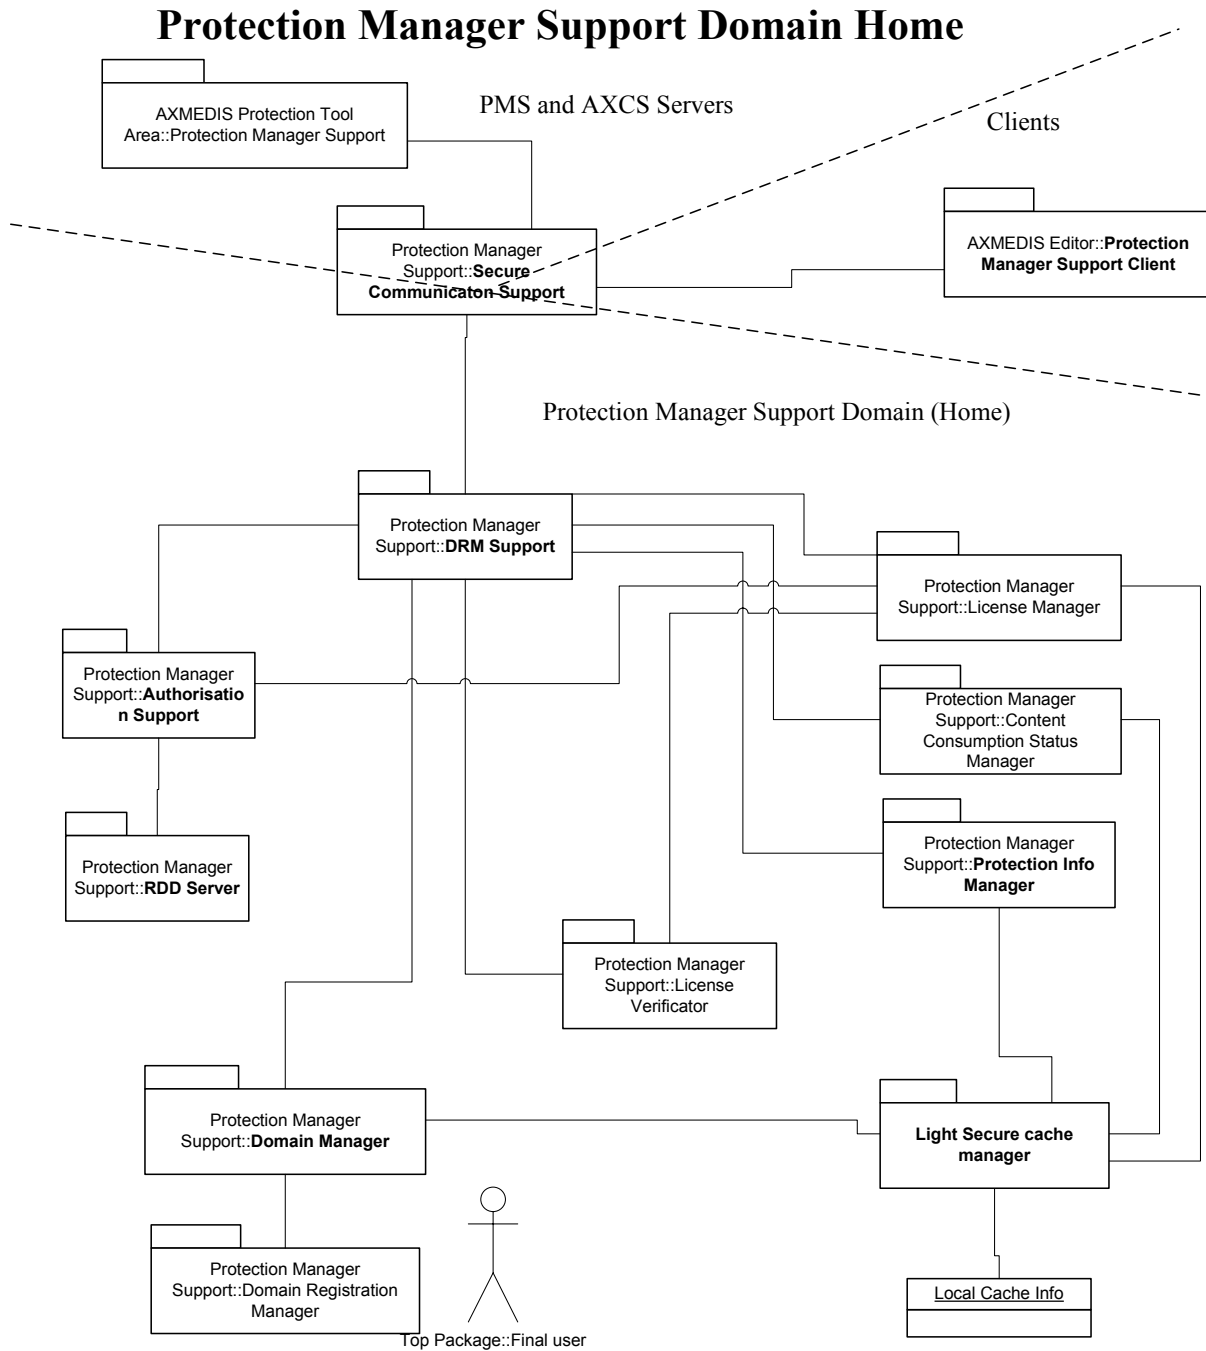 Protection Manager Support Domain Home
AXMEDIS Protection Tool
Area::Protection Manager Support
PMS and AXCS Servers
Clients
Protection Manager
Support::Secure
Communicaton Support
AXMEDIS Editor::Protection
Manager Support Client
Protection Manager Support Domain (Home)
Protection Manager
Support::DRM Support
Protection Manager
Support::License Manager
Protection Manager
Support::Authorisatio
n Support
Protection Manager
Support::Content
Consumption Status
Manager
Protection Manager
Support::RDD Server
Protection Manager
Support::Protection Info
Manager
Protection Manager
Support::License
Verificator
Protection Manager
Support::Domain Manager
Light Secure cache
manager
Protection Manager
Support::Domain Registration
Manager
Top Package::Final user
Local Cache Info